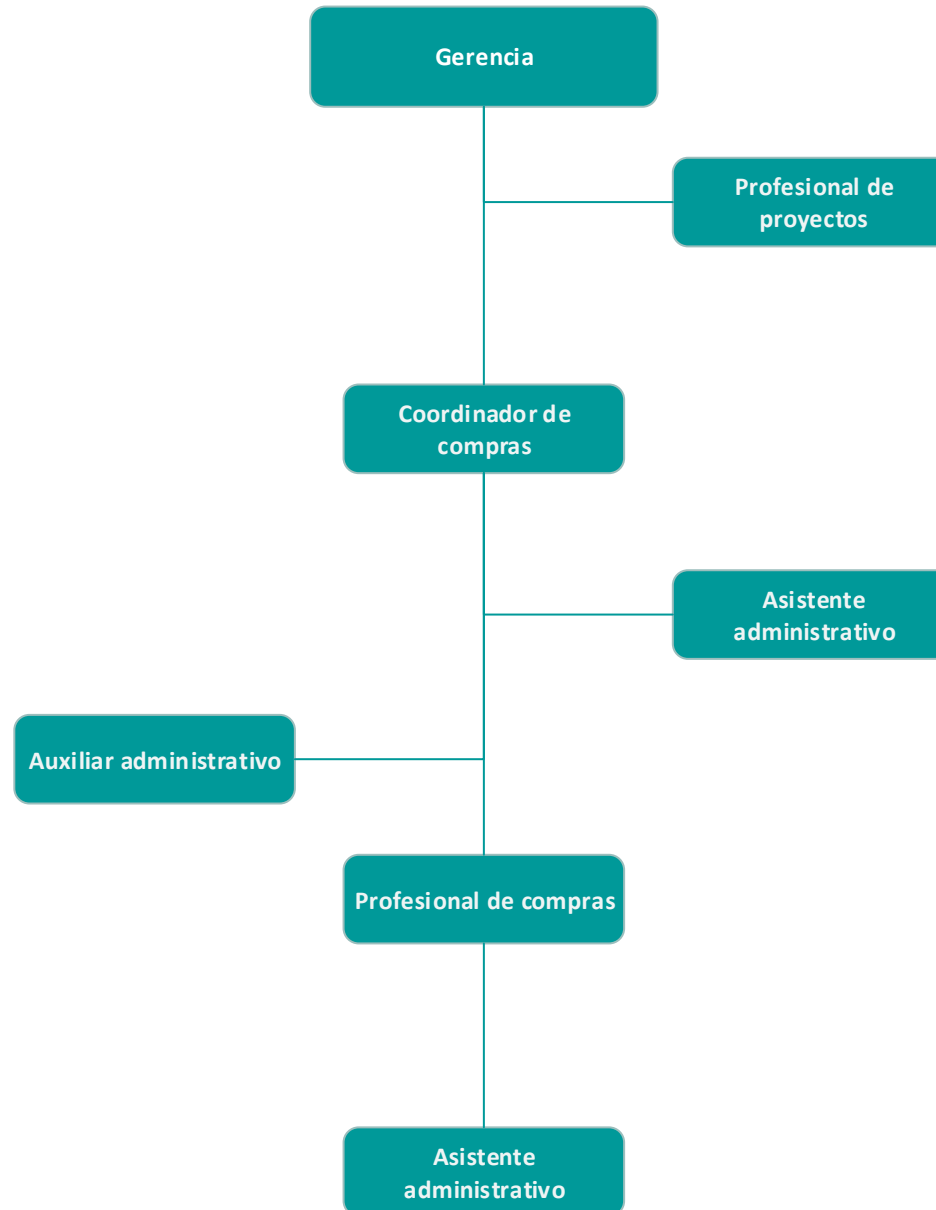 Gerencia
Profesional de
proyectos
Coordinador de
compras
Asistente
administrativo
Auxiliar administrativo
Profesional de compras
Asistente
administrativo